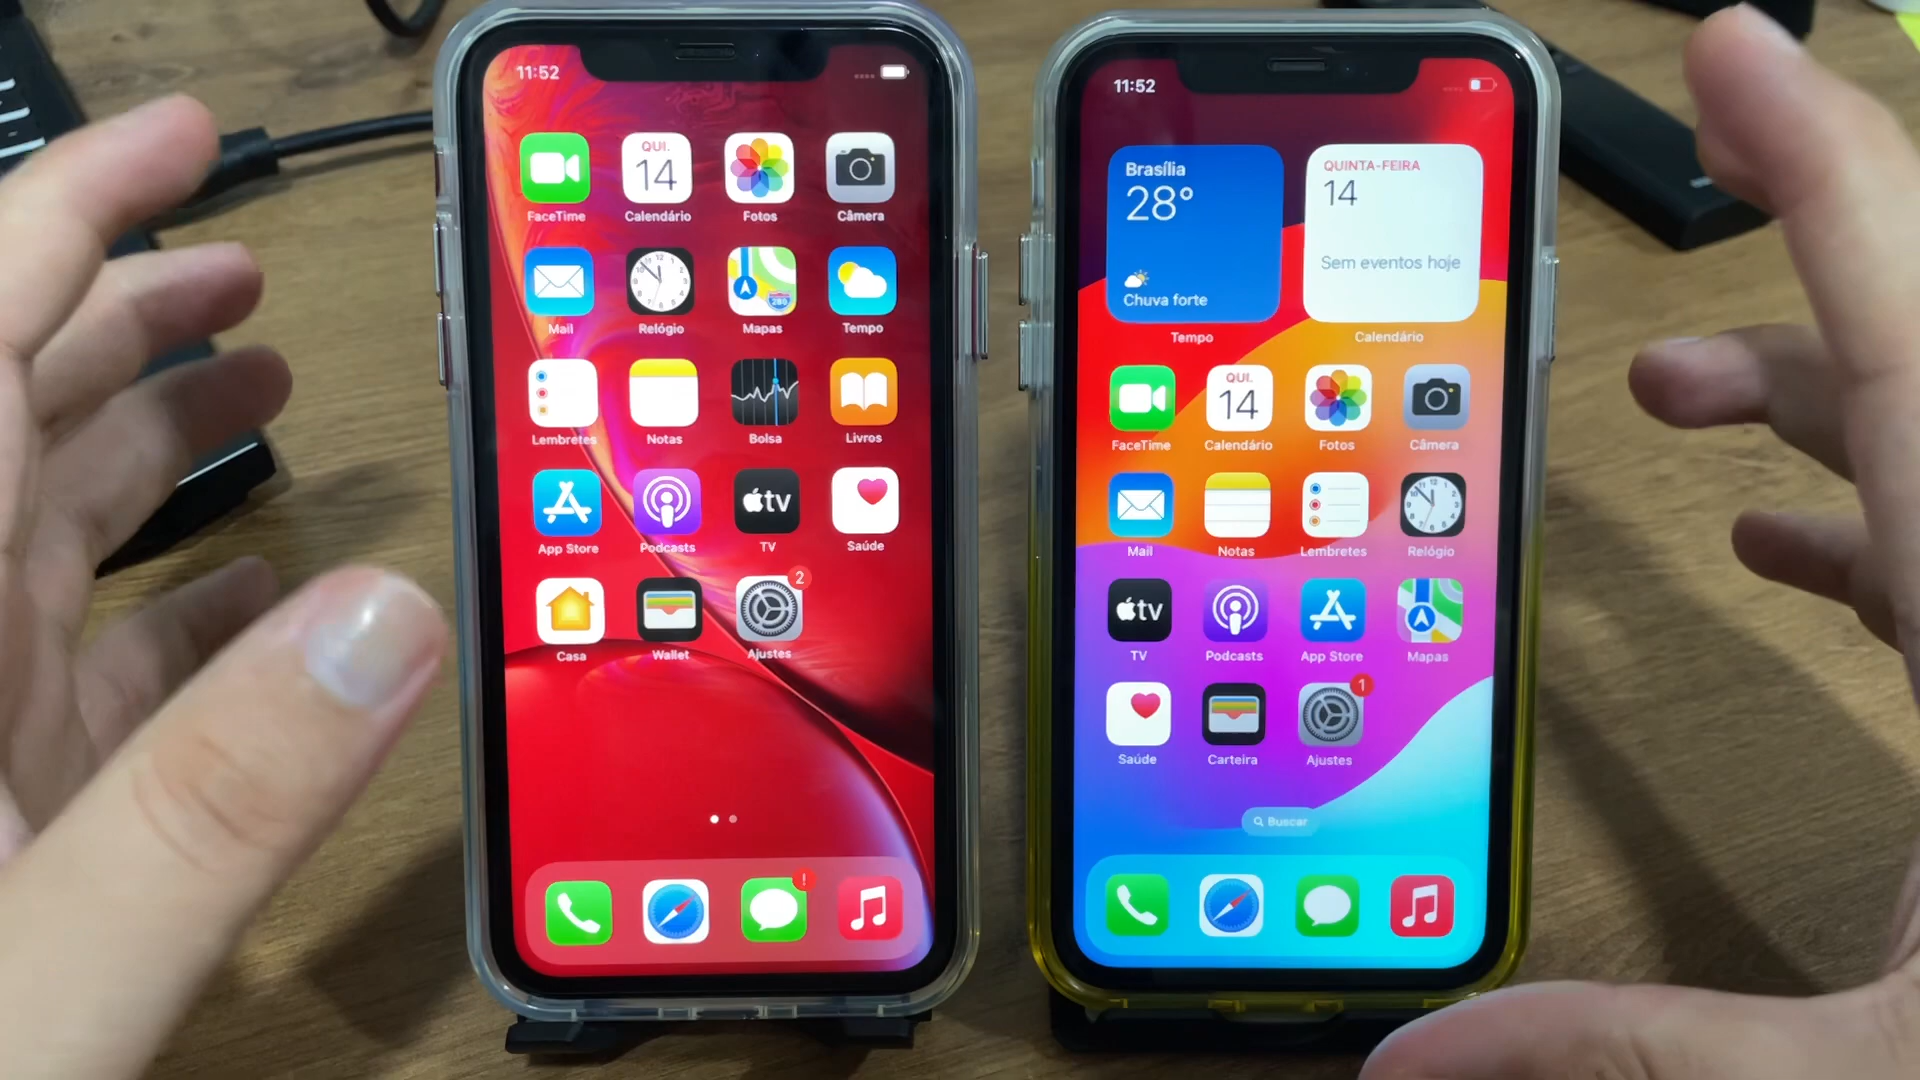 11:52
QUI.
14
FaceTime
Calendário
Fotos
Câmera
280
Mail
Relógio
Mapas
Tempo
Lembretes
Notas
Bolsa
Livros
tv
App Store
Podcasts
TV
Saúde
2
Casa
Wallet
Ajustes
!
11:52
Brasília
28°
Chuva forte
Tempo
QUINTA-FEIRA
14
Sem eventos hoje
Calendário
QUI.
14
FaceTime
Calendário
Fotos
Câmera
Mail
Notas
Lembretes
Relógio
tv
TV
Podcasts
App Store
Mapas
1
Saúde
Carteira
Ajustes
Buscar